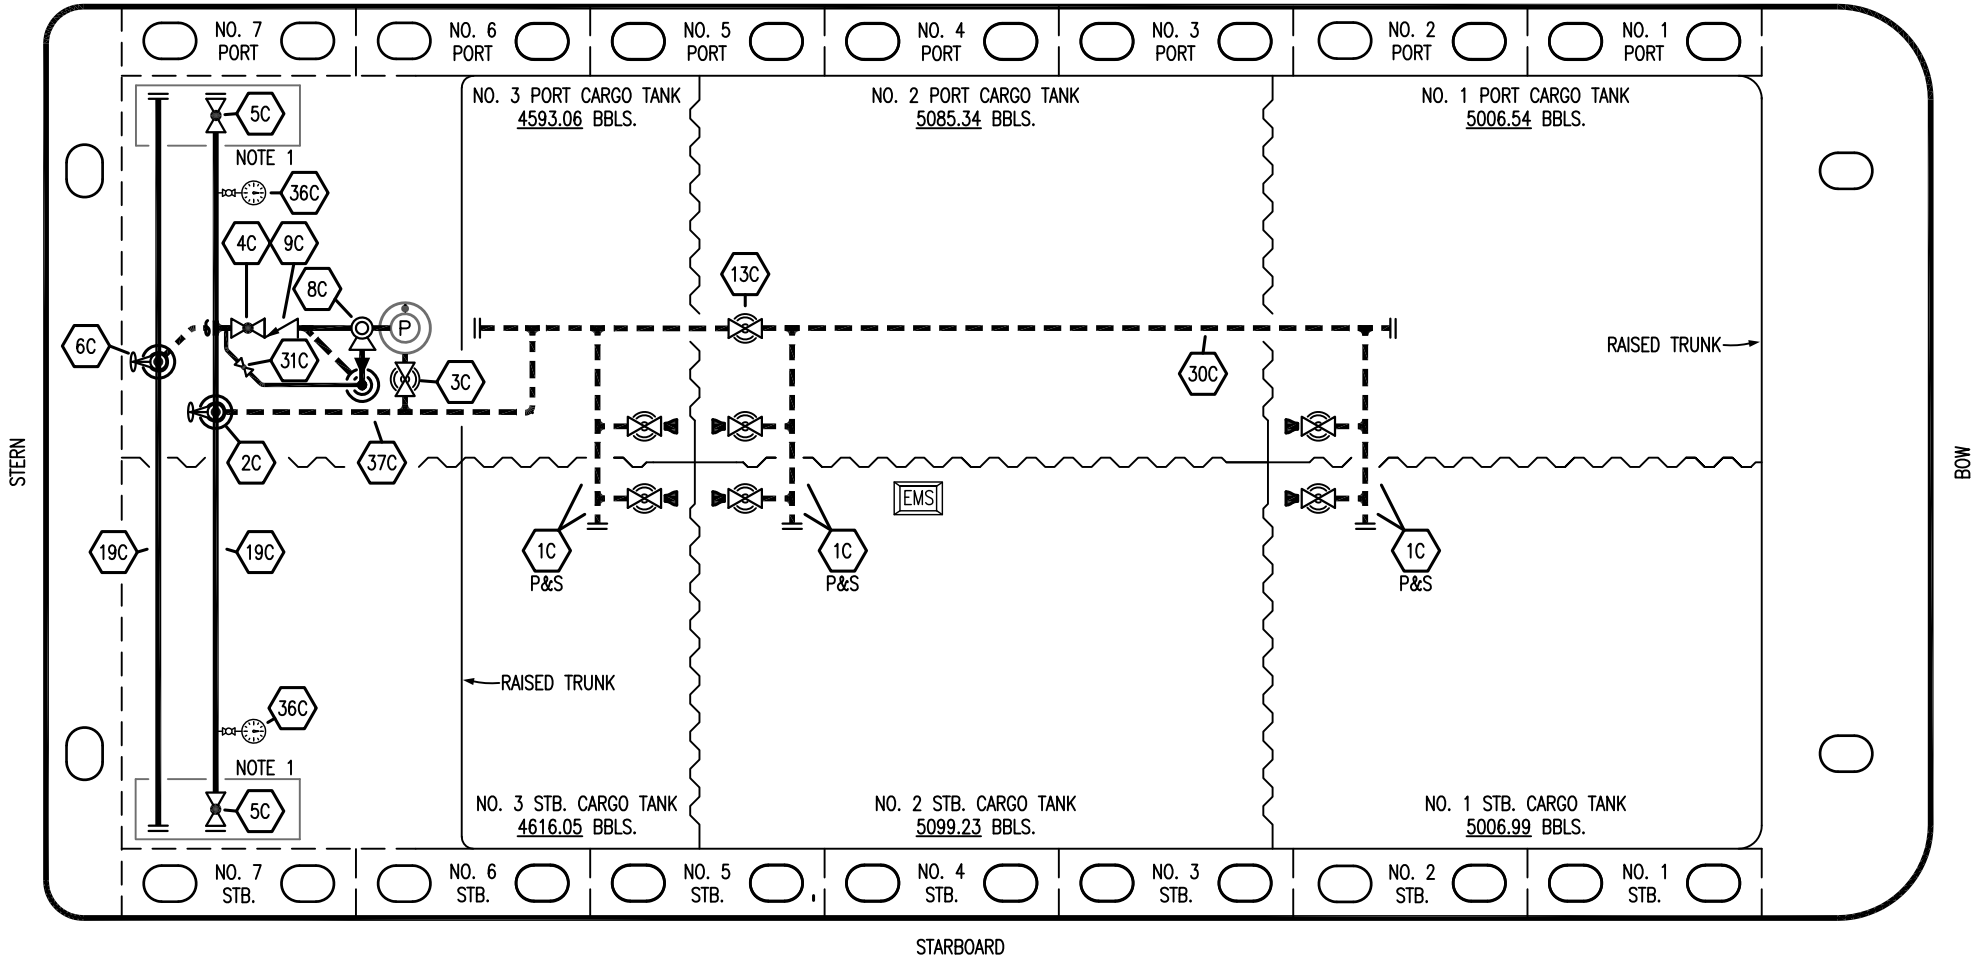 NO. 7
PORT
NO. 6
PORT
NO. 5
PORT
NO. 4
PORT
NO. 3
PORT
NO. 2
PORT
NO. 1
PORT
NO. 3 PORT CARGO TANK
4593.06 BBLS.
NO. 2 PORT CARGO TANK
5085.34 BBLS.
NO. 1 PORT CARGO TANK
5006.54 BBLS.
5C
NOTE 1
36C
4C
9C
8C
13C
P
6C
31C
3C
30C
RAISED TRUNK
2C
37C
STERN
BOW
EMS
19C
19C
1C
P&S
1C
P&S
1C
P&S
RAISED TRUNK
36C
NOTE 1
5C
NO. 3 STB. CARGO TANK
4616.05 BBLS.
NO. 2 STB. CARGO TANK
5099.23 BBLS.
NO. 1 STB. CARGO TANK
5006.99 BBLS.
NO. 7
STB.
NO. 6
STB.
NO. 5
STB.
NO. 4
STB.
NO. 3
STB.
NO. 2
STB.
NO. 1
STB.
STARBOARD